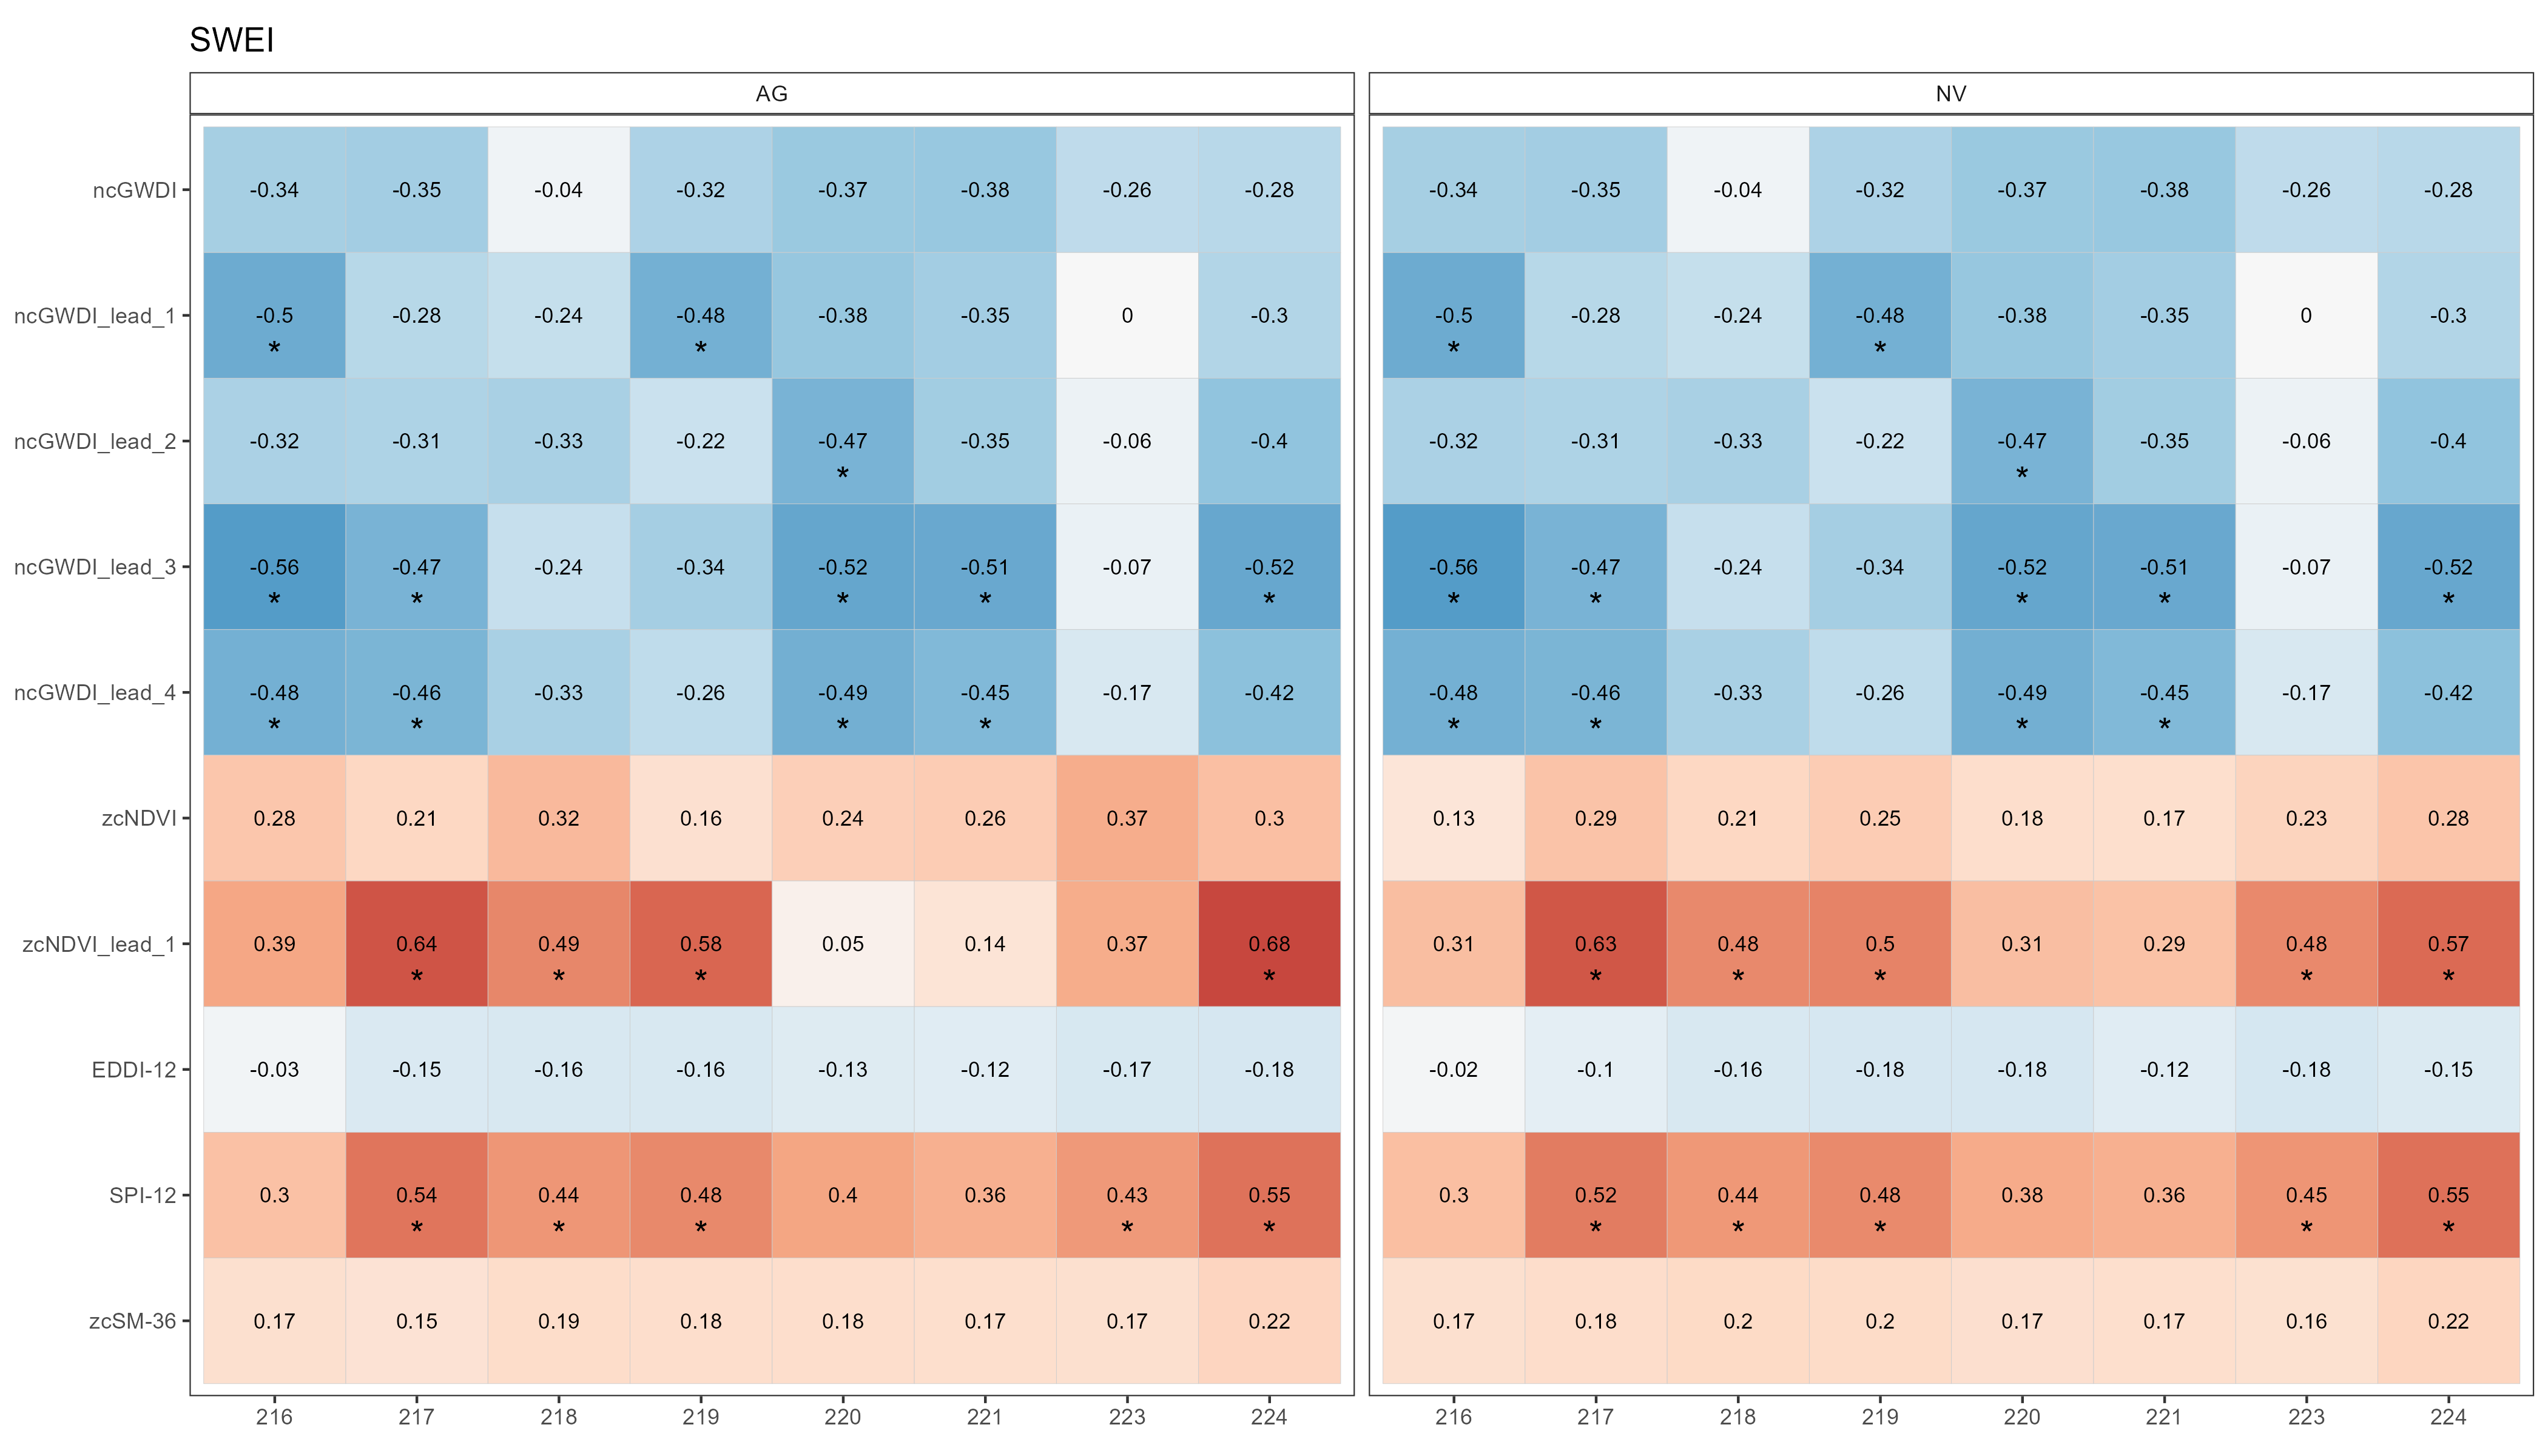 SWEI
AG NV
ncGWDI -0.34 -0.35 -0.04 -0.32 -0.37 -0.38 -0.26 -0.28 -0.34 -0.35 -0.04 -0.32 -0.37 -0.38 -0.26 -0.28
ncGWDI_lead_1 -0.5 -0.28 -0.24 -0.48 -0.38 -0.35 0 -0.3 -0.5 -0.28 -0.24 -0.48 -0.38 -0.35 0 -0.3
* * * *
ncGWDI_lead_2 -0.32 -0.31 -0.33 -0.22 -0.47 -0.35 -0.06 -0.4 -0.32 -0.31 -0.33 -0.22 -0.47 -0.35 -0.06 -0.4
* *
ncGWDI_lead_3 -0.56 -0.47 -0.24 -0.34 -0.52 -0.51 -0.07 -0.52 -0.56 -0.47 -0.24 -0.34 -0.52 -0.51 -0.07 -0.52
* * * * * * * * * *
ncGWDI_lead_4 -0.48 -0.46 -0.33 -0.26 -0.49 -0.45 -0.17 -0.42 -0.48 -0.46 -0.33 -0.26 -0.49 -0.45 -0.17 -0.42
* * * * * * * *
zcNDVI 0.28 0.21 0.32 0.16 0.24 0.26 0.37 0.3 0.13 0.29 0.21 0.25 0.18 0.17 0.23 0.28
zcNDVI_lead_1 0.39 0.64 0.49 0.58 0.05 0.14 0.37 0.68 0.31 0.63 0.48 0.5 0.31 0.29 0.48 0.57
* * * * * * * * *
EDDI-12 -0.03 -0.15 -0.16 -0.16 -0.13 -0.12 -0.17 -0.18 -0.02 -0.1 -0.16 -0.18 -0.18 -0.12 -0.18 -0.15
SPI-12 0.3 0.54 0.44 0.48 0.4 0.36 0.43 0.55 0.3 0.52 0.44 0.48 0.38 0.36 0.45 0.55
* * * * * * * * * *
zcSM-36 0.17 0.15 0.19 0.18 0.18 0.17 0.17 0.22 0.17 0.18 0.2 0.2 0.17 0.17 0.16 0.22
216 217 218 219 220 221 223 224 216 217 218 219 220 221 223 224